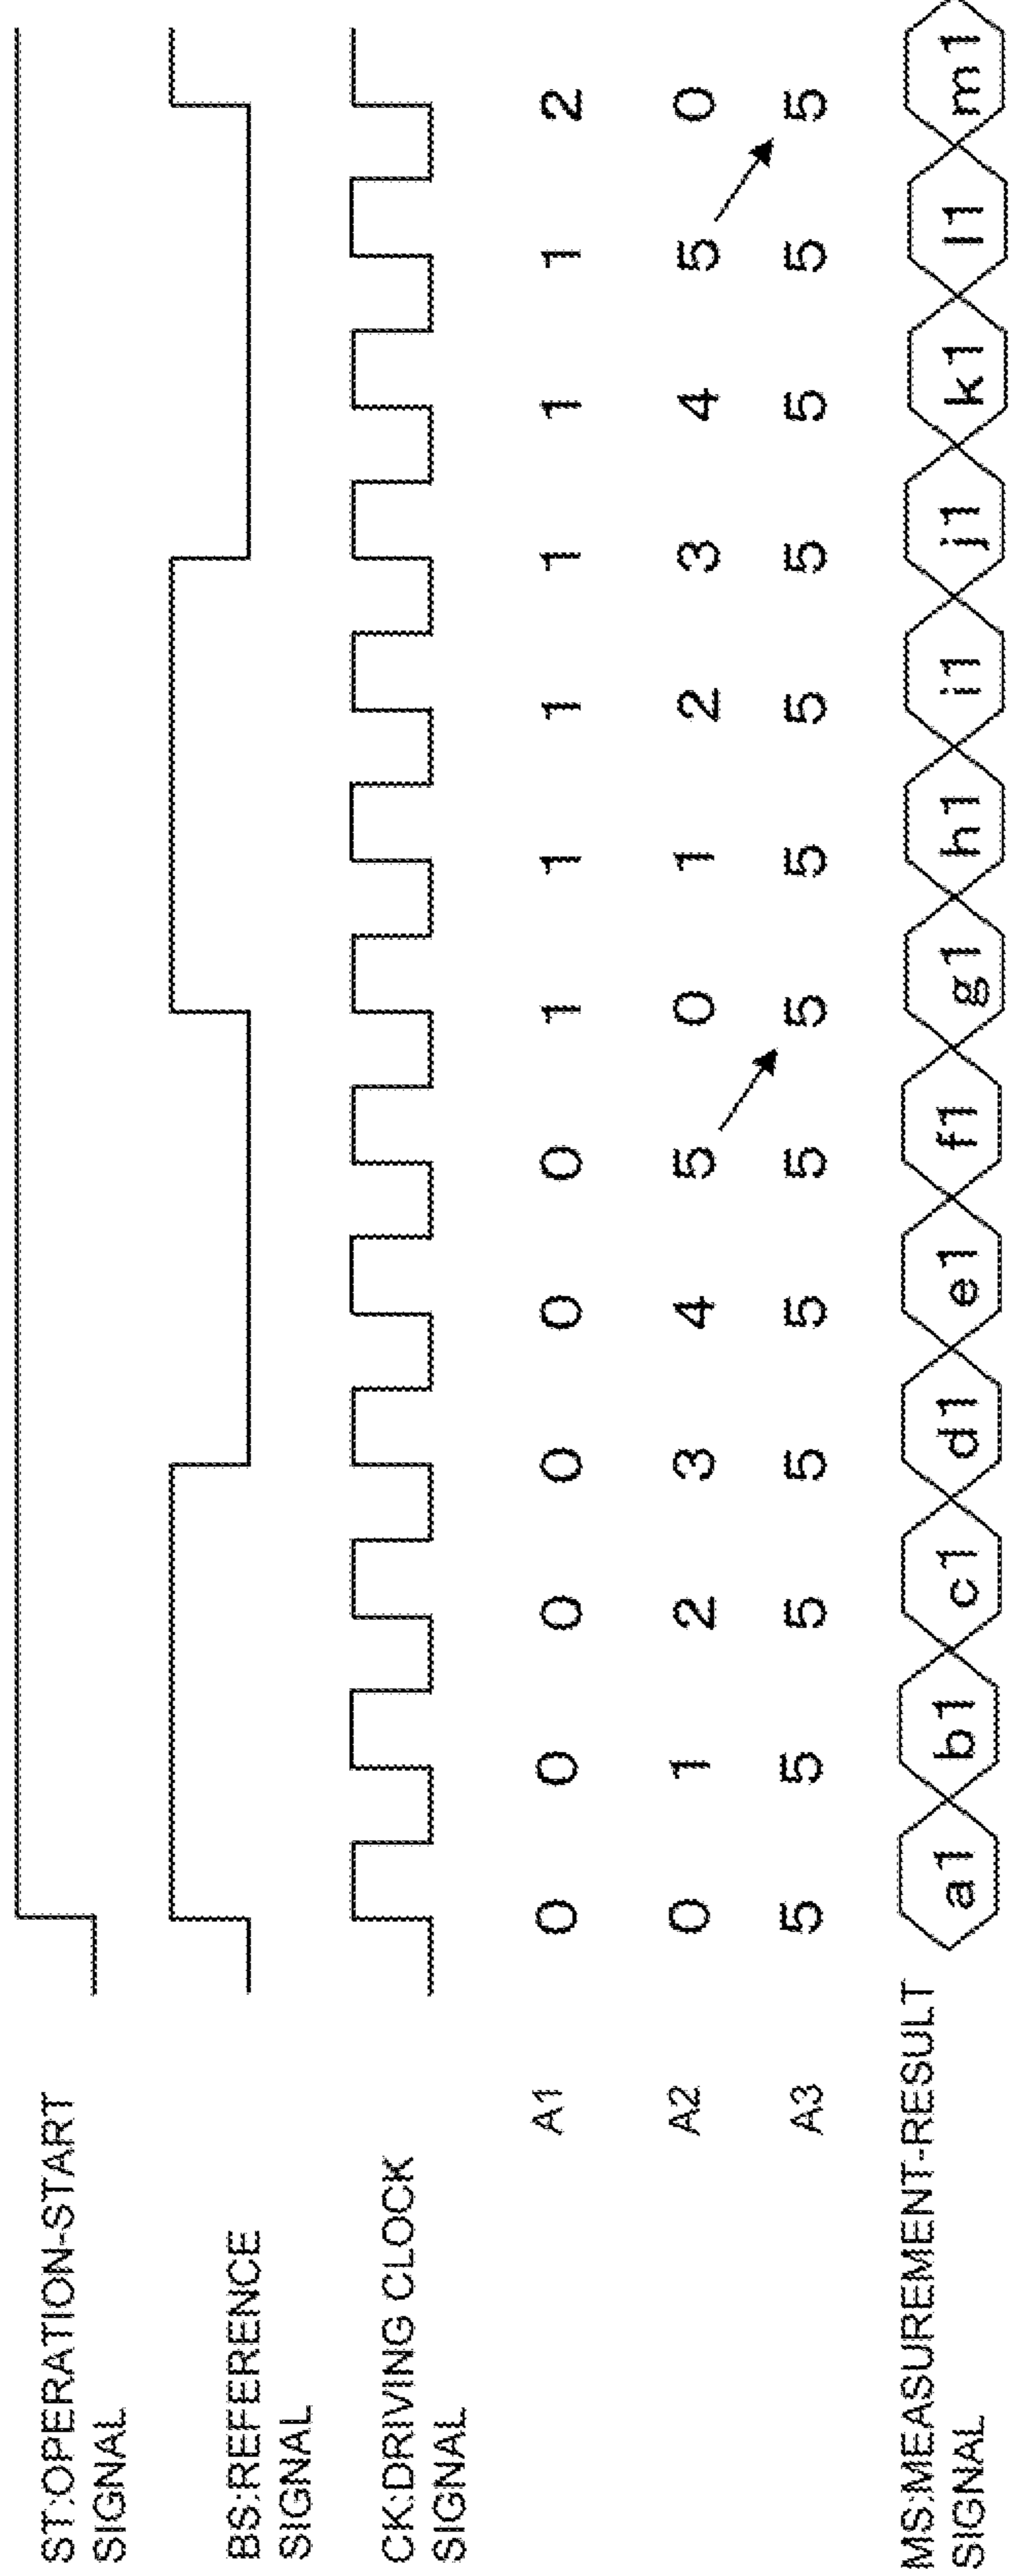 ST:OPERATION-START
SIGNAL
BS:REFERENCE
SIGNAL
CK:DRIVING CLOCK
SIGNAL
A1 0 0 0 0 0 0 1 1 1 1 1 1 2
A2 0 1 2 3 4 5 0 1 2 3 4 5 0
A3 5 5 5 5 5 5 5 5 5 5 5 5 5
MS:MEASUREMENT-RESULT
SIGNAL
a1 b1 c1 d1 e1 f1 g1 h1 i1 j1 k1 l1 m1